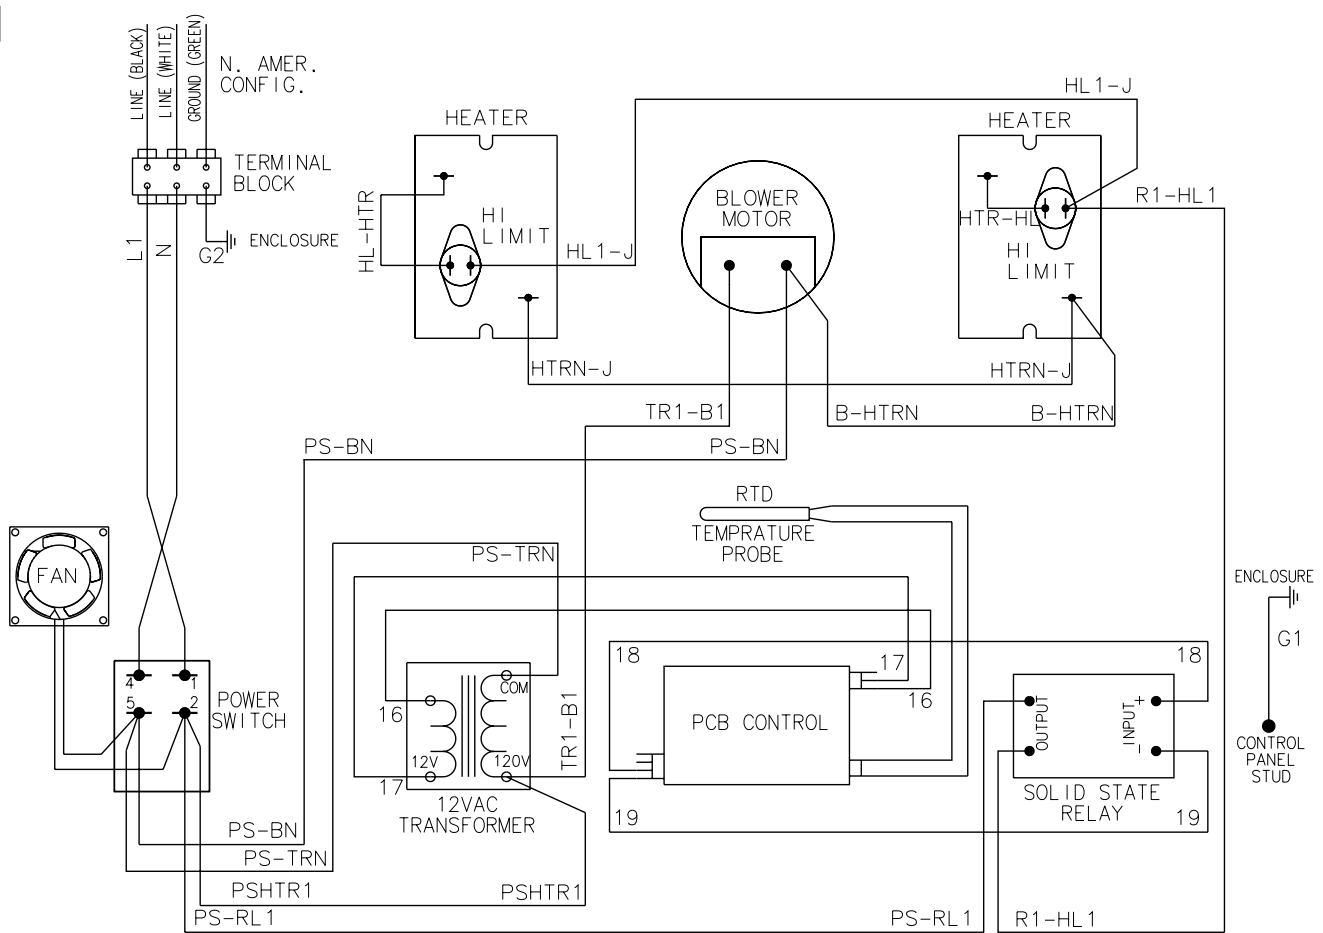 LINE (BLACK)
LINE (WHITE)
GROUND (GREEN)
N. AMER.
CONFIG.
TERMINAL
BLOCK
L1
N
G2
ENCLOSURE
HEATER
HL-HTR
HI
LIMIT
HL1-J
HTRN-J
BLOWER
MOTOR
HL1-J
HEATER
HTR-HL
HI
LIMIT
R1-HL1
HTRN-J
TR1-B1
PS-BN
B-HTRN
B-HTRN
PS-BN
RTD
TEMPRATURE
PROBE
PS-TRN
FAN
ENCLOSURE
G1
CONTROL
PANEL
STUD
4
1
5
2
POWER
SWITCH
16
17
COM
12V
120V
12VAC
TRANSFORMER
TR1-B1
18
17
16
PCB CONTROL
19
18
OUTPUT
INPUT
+
-
SOLID STATE
RELAY
19
PS-BN
PS-TRN
PSHTR1
PSHTR1
PS-RL1
PS-RL1
R1-HL1